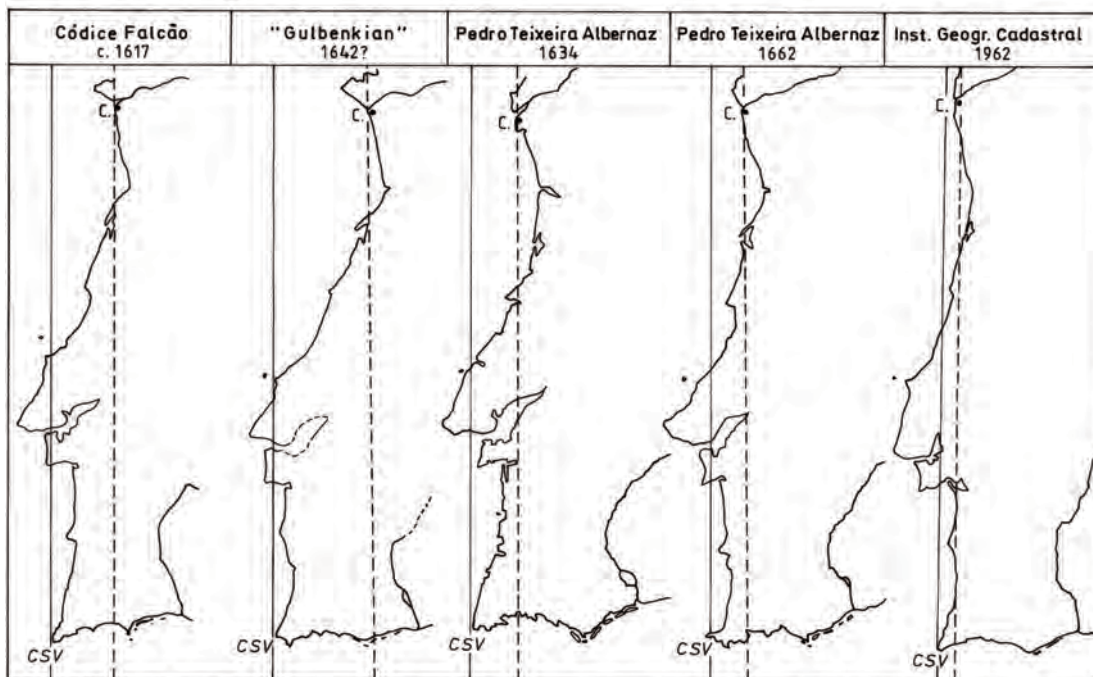 Códice Falcão
c. 1617
"Gulbenkian"
1642?
Pedro Teixeira Albernaz
1634
Pedro Teixeira Albernaz
1662
Inst. Geogr. Cadastral
1962
C.
C.
C.
C.
C.
CSV
CSV
CSV
CSV
CSV